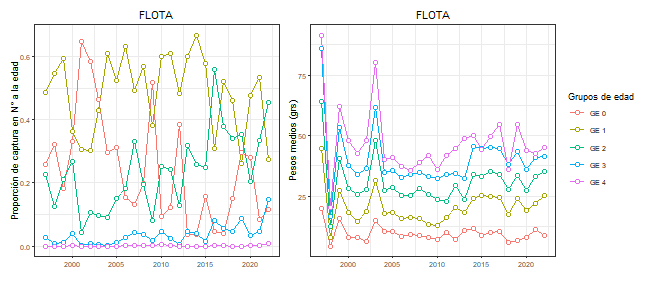 FLOTA
Proporción de captura en N° a la edad
0.6
0.4
0.2
0.0
2000 2005 2010 2015 2020
FLOTA
Pesos medios (grs)
75
50
25
2000 2005 2010 2015 2020
Grupos de edad
GE 0
GE 1
GE 2
GE 3
GE 4